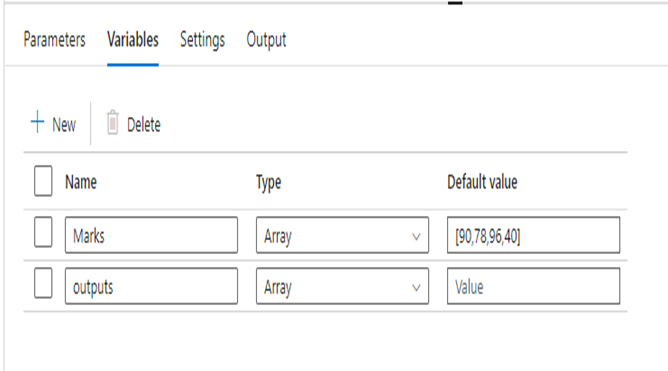 Parameters Variables Settings Output
+ New Delete
Name Type Default value
Marks Array [90,78,96,40]
outputs Array Value